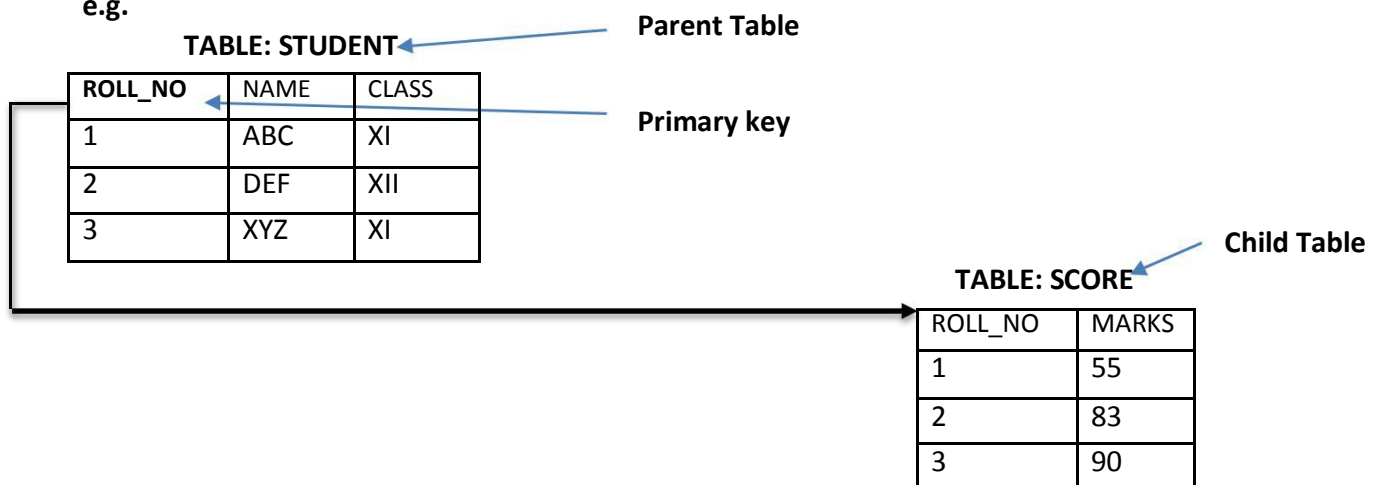 e.g.
Parent Table
TABLE: STUDENT
ROLL_NO NAME CLASS
Primary key
1 ABC XI
2 DEF XII
3 XYZ XI
Child Table
TABLE: SCORE
ROLL_NO MARKS
1 55
2 83
3 90